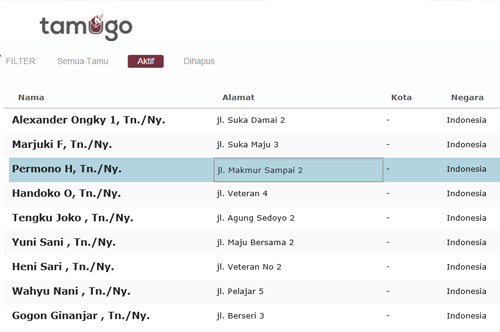 tamugo
FILTER: Semua Tamu Aktif Dihapus
Nama Alamat Kota Negara
Alexander Ongky 1, Tn./Ny. jl. Suka Damai 2 - Indonesia
Marjuki F, Tn./Ny. jl. Suka Maju 3 - Indonesia
Permono H, Tn./Ny. jl. Makmur Sampai 2 - Indonesia
Handoko O, Tn./Ny. jl. Veteran 4 - Indonesia
Tengku Joko , Tn./Ny. jl. Agung Sedoyo 2 - Indonesia
Yuni Sani , Tn./Ny. jl. Maju Bersama 2 - Indonesia
Heni Sari , Tn./Ny. jl. Veteran No 2 - Indonesia
Wahyu Nani , Tn./Ny. jl. Pelajar 5 - Indonesia
Gogon Ginanjar , Tn./Ny. jl. Berseri 3 - Indonesia